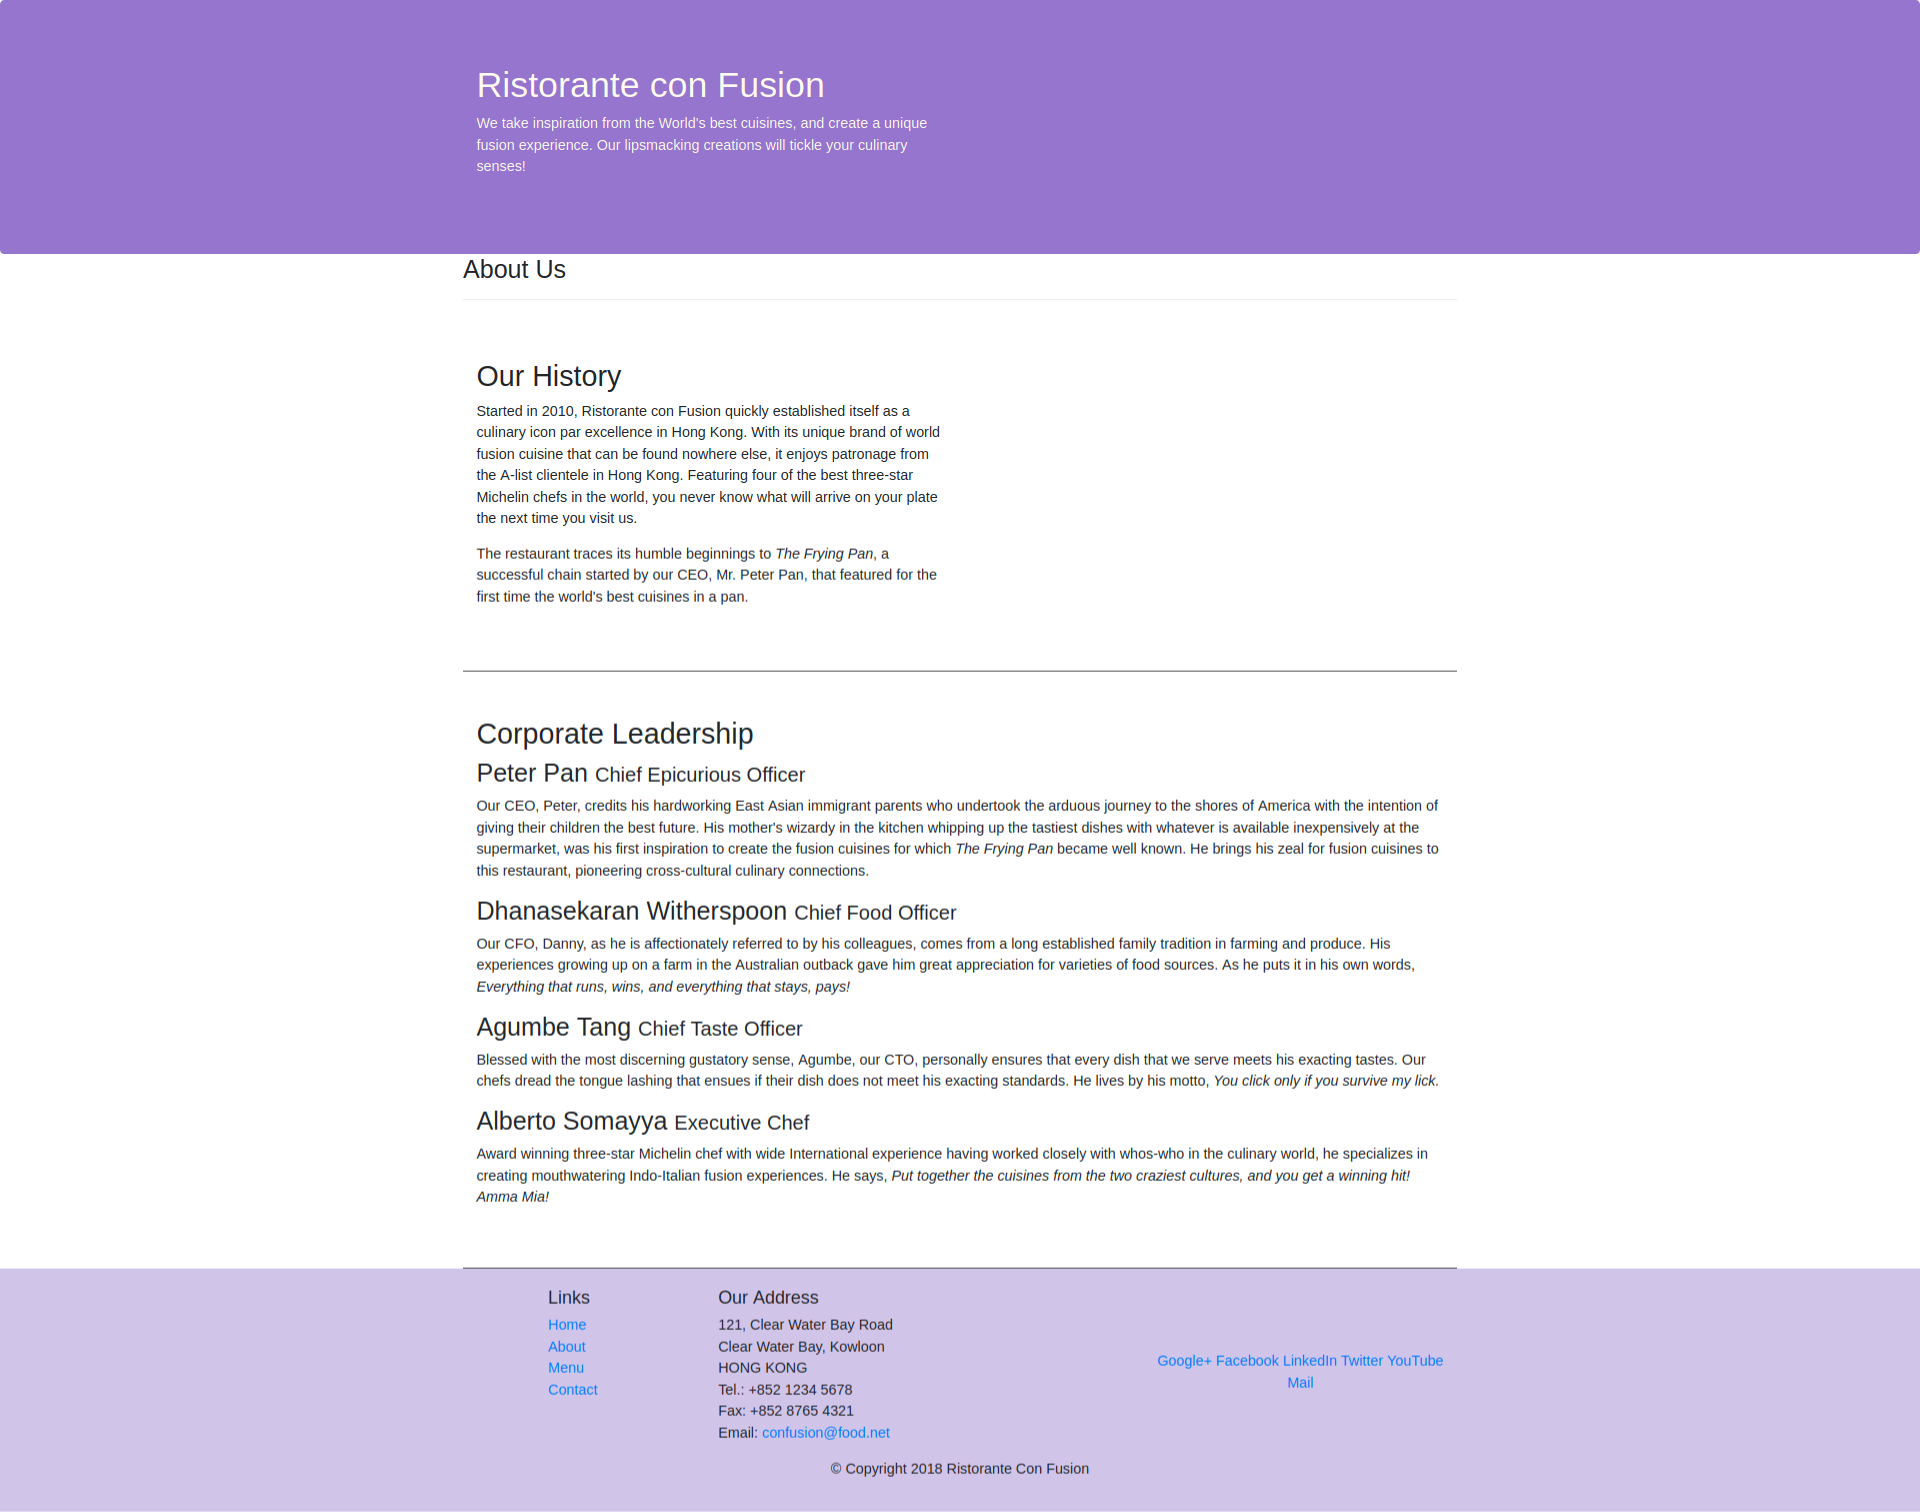 Ristorante con Fusion
We take inspiration from the World's best cuisines, and create a unique
fusion experience. Our lipsmacking creations will tickle your culinary
senses!
About Us
Our History
Started in 2010, Ristorante con Fusion quickly established itself as a
culinary icon par excellence in Hong Kong. With its unique brand of world
fusion cuisine that can be found nowhere else, it enjoys patronage from
the A-list clientele in Hong Kong. Featuring four of the best three-star
Michelin chefs in the world, you never know what will arrive on your plate
the next time you visit us.
The restaurant traces its humble beginnings to The Frying Pan, a
successful chain started by our CEO, Mr. Peter Pan, that featured for the
first time the world's best cuisines in a pan.
Corporate Leadership
Peter Pan Chief Epicurious Officer
Our CEO, Peter, credits his hardworking East Asian immigrant parents who undertook the arduous journey to the shores of America with the intention of
giving their children the best future. His mother's wizardy in the kitchen whipping up the tastiest dishes with whatever is available inexpensively at the
supermarket, was his first inspiration to create the fusion cuisines for which The Frying Pan became well known. He brings his zeal for fusion cuisines to
this restaurant, pioneering cross-cultural culinary connections.
Dhanasekaran Witherspoon Chief Food Officer
Our CFO, Danny, as he is affectionately referred to by his colleagues, comes from a long established family tradition in farming and produce. His
experiences growing up on a farm in the Australian outback gave him great appreciation for varieties of food sources. As he puts it in his own words,
Everything that runs, wins, and everything that stays, pays!
Agumbe Tang Chief Taste Officer
Blessed with the most discerning gustatory sense, Agumbe, our CTO, personally ensures that every dish that we serve meets his exacting tastes. Our
chefs dread the tongue lashing that ensues if their dish does not meet his exacting standards. He lives by his motto, You click only if you survive my lick.
Alberto Somayya Executive Chef
Award winning three-star Michelin chef with wide International experience having worked closely with whos-who in the culinary world, he specializes in
creating mouthwatering Indo-Italian fusion experiences. He says, Put together the cuisines from the two craziest cultures, and you get a winning hit!
Amma Mia!
Links
Home
About
Menu
Contact
Our Address
121, Clear Water Bay Road
Clear Water Bay, Kowloon
HONG KONG
Tel.: +852 1234 5678
Fax: +852 8765 4321
Email: confusion@food.net
Google+ Facebook LinkedIn Twitter YouTube
Mail
© Copyright 2018 Ristorante Con Fusion